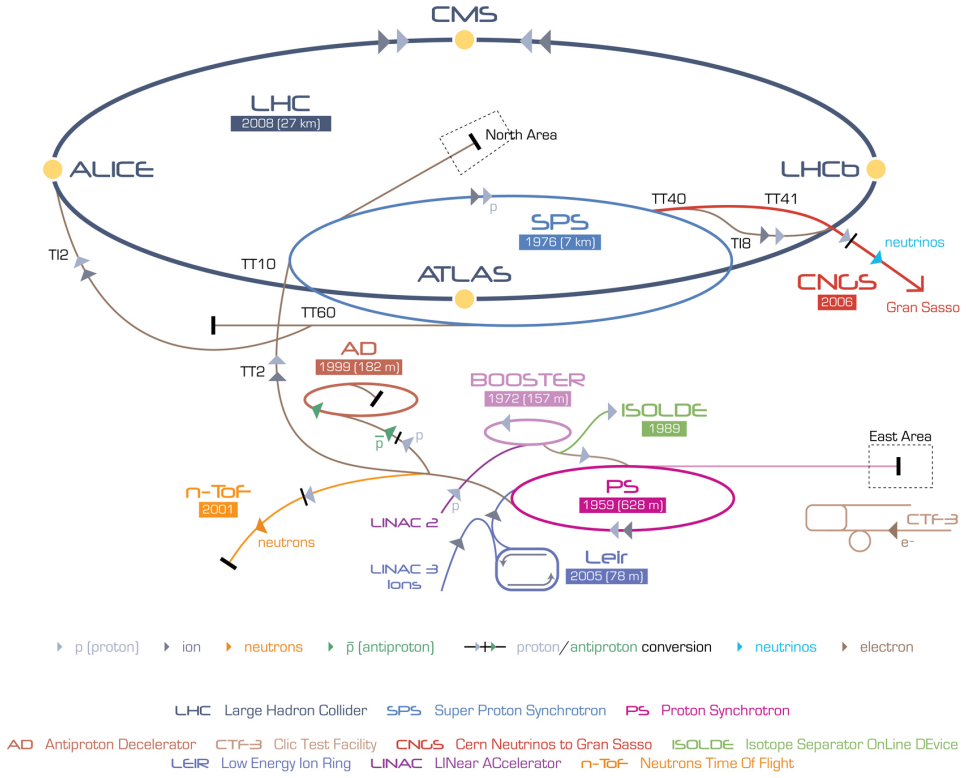 CMS
LHC
2008 (27 km)
North Area
ALICE
LHCb
TT40
TT41
p
SPS
1976 (7 km)
TI8
neutrinos
TI2
TT10
ATLAS
CNGS
2006
Gran Sasso
TT60
AD
1999 (182 m)
TT2
BOOSTER
1972 (157 m)
ISOLDE
1989
p̄
p
East Area
n-ToF
2001
PS
1959 (628 m)
LINAC 2
p
neutrons
CTF-3
e-
LINAC 3
Ions
Leir
2005 (78 m)
p (proton) ion neutrons p̄ (antiproton) proton/antiproton conversion neutrinos electron
LHC Large Hadron Collider SPS Super Proton Synchrotron PS Proton Synchrotron
AD Antiproton Decelerator CTF-3 Clic Test Facility CNGS Cern Neutrinos to Gran Sasso ISOLDE Isotope Separator OnLine DEvice
LEIR Low Energy Ion Ring LINAC LINear ACcelerator n-ToF Neutrons Time Of Flight